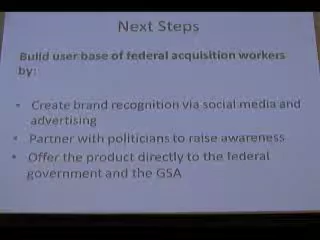 Next Steps
Build user base of federal acquisition workers
by:
• Create brand recognition via social media and
advertising
• Partner with politicians to raise awareness
• Offer the product directly to the federal
government and the GSA